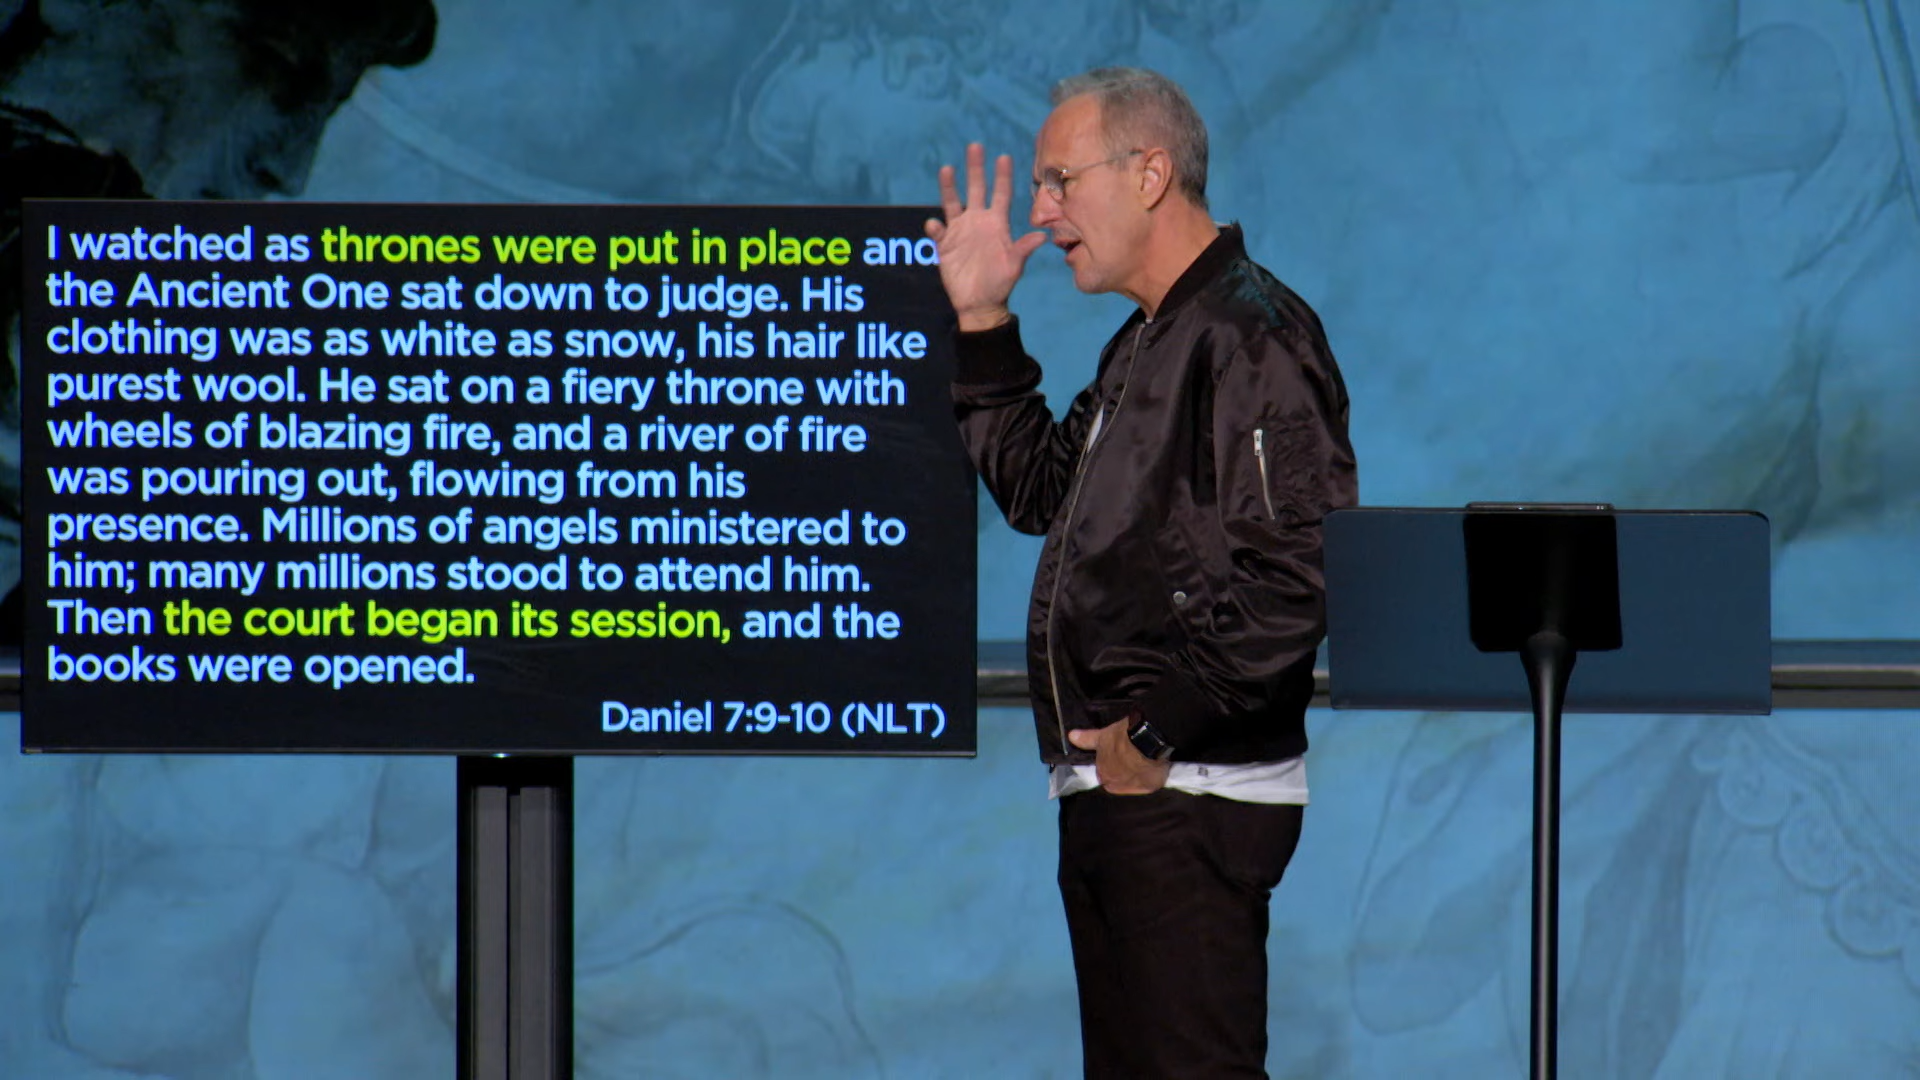 I watched as thrones were put in place and
the Ancient One sat down to judge. His
clothing was as white as snow, his hair like
purest wool. He sat on a fiery throne with
wheels of blazing fire, and a river of fire
was pouring out, flowing from his
presence. Millions of angels ministered to
him; many millions stood to attend him.
Then the court began its session, and the
books were opened.
Daniel 7:9-10 (NLT)